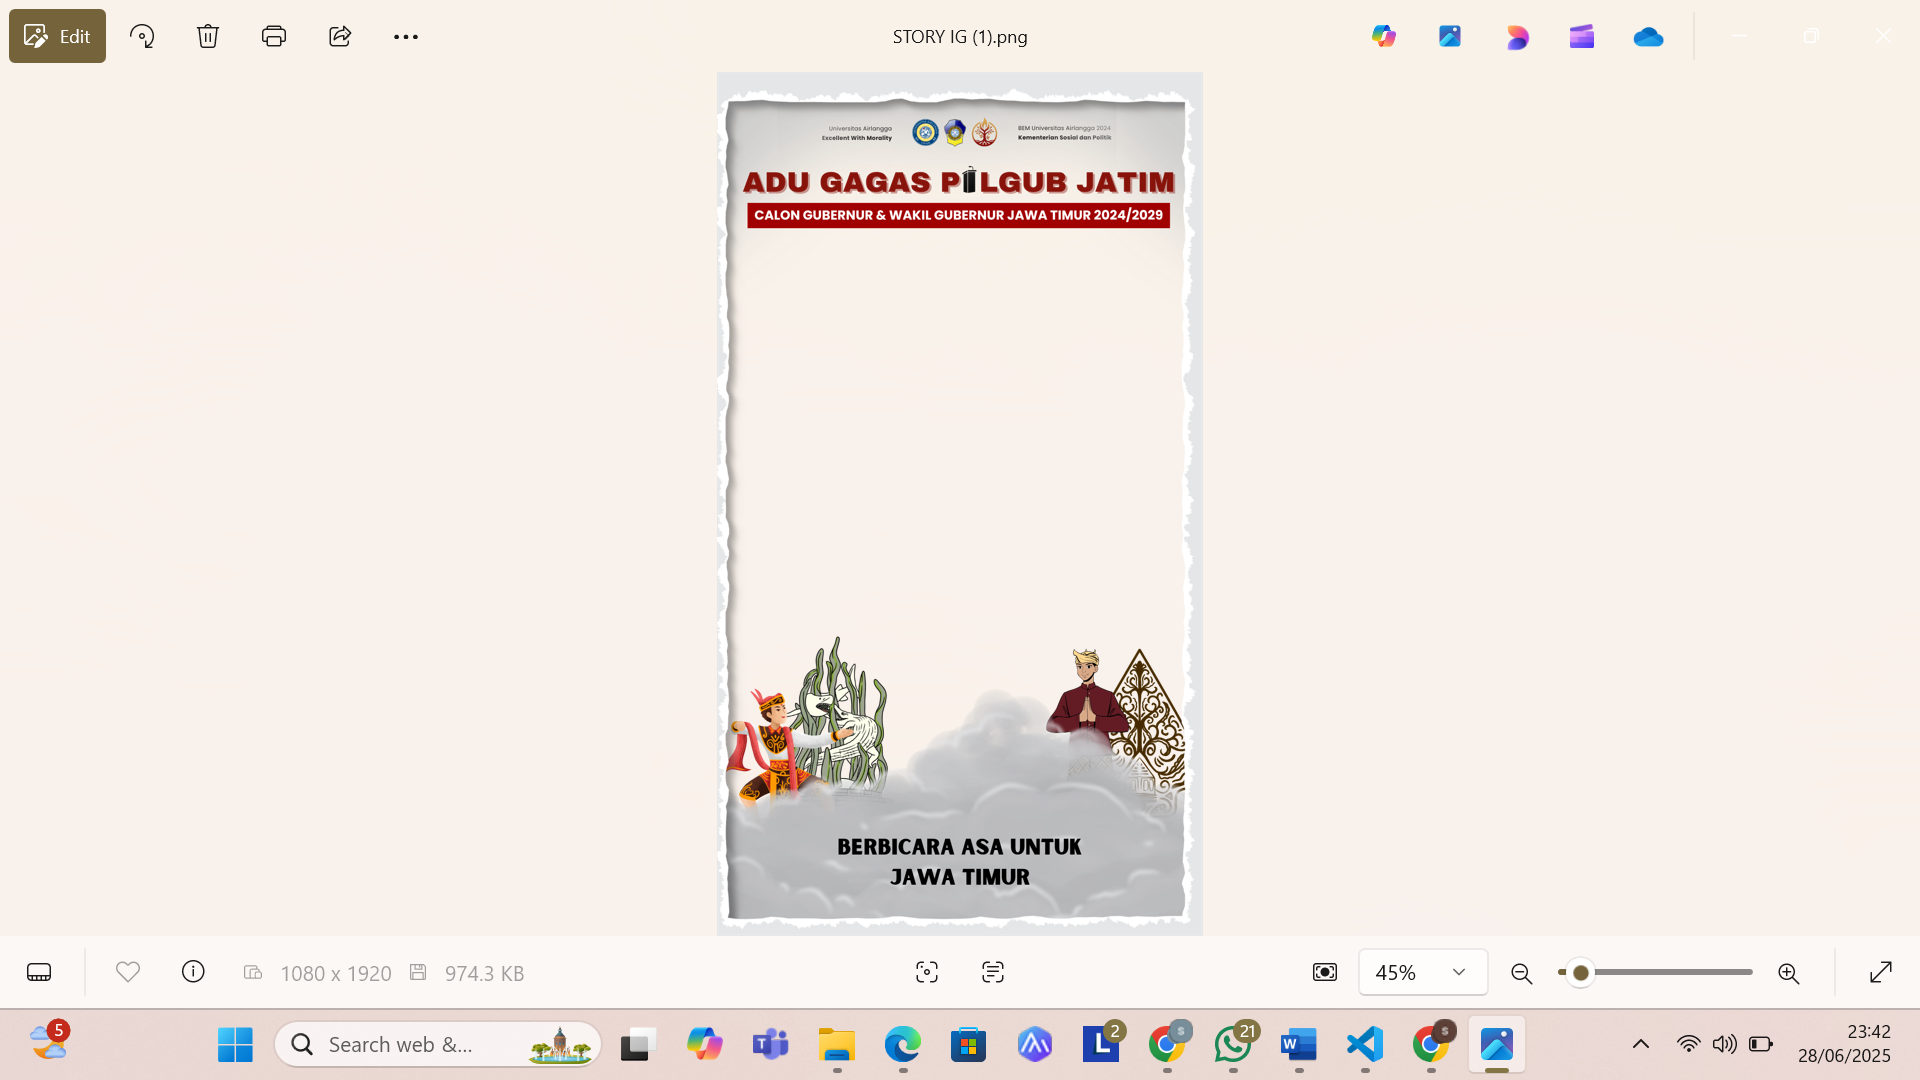 Edit
STORY IG (1).png
Universitas Airlangga
Excellent With Morality
BEM Universitas Airlangga 2024
Kementerian Sosial dan Politik
ADU GAGAS PILGUB JATIM
CALON GUBERNUR & WAKIL GUBERNUR JAWA TIMUR 2024/2029
BERBICARA ASA UNTUK
JAWA TIMUR
1080 x 1920
974.3 KB
45%
5
Search web &...
2
S
21
S
23:42
28/06/2025